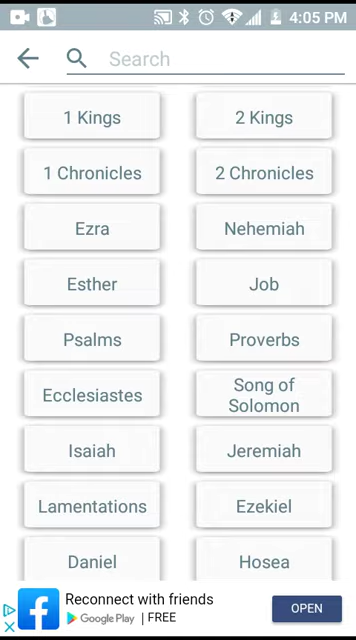 4:05 PM
Search
1 Kings
2 Kings
1 Chronicles
2 Chronicles
Ezra
Nehemiah
Esther
Job
Psalms
Proverbs
Ecclesiastes
Song of
Solomon
Isaiah
Jeremiah
Lamentations
Ezekiel
Daniel
Hosea
Reconnect with friends
Google Play | FREE
OPEN